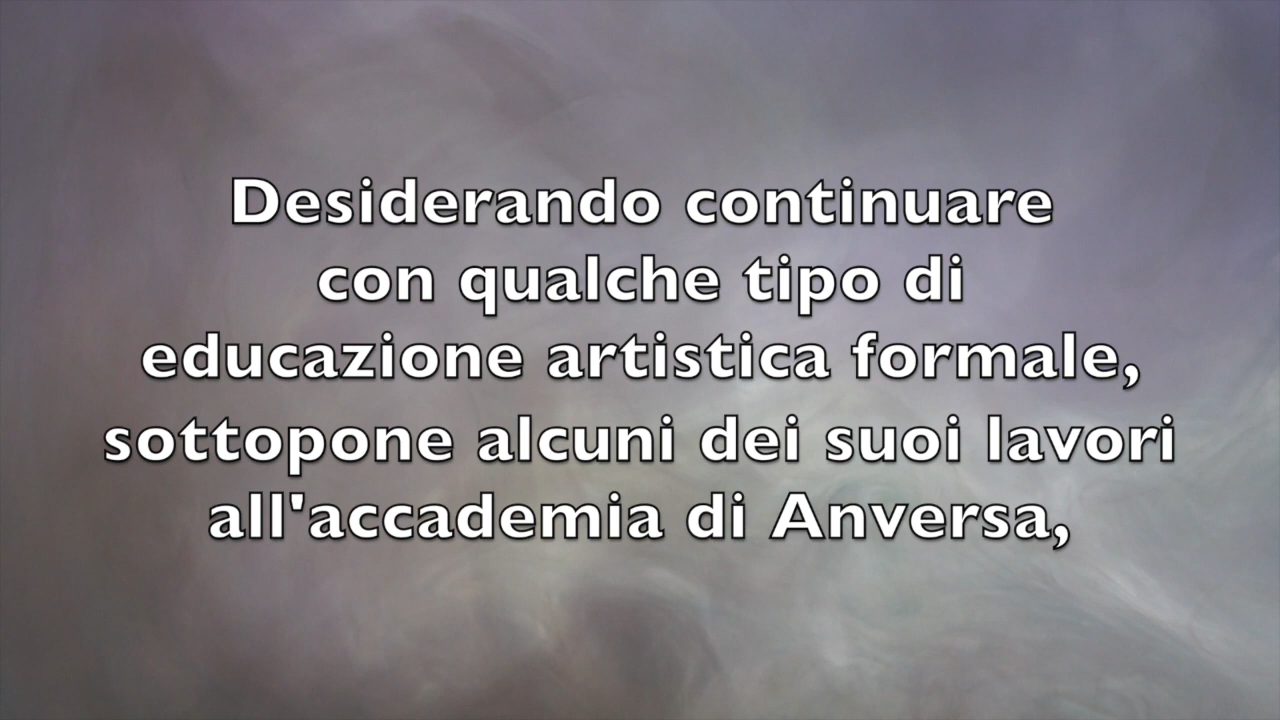 Desiderando continuare
con qualche tipo di
educazione artistica formale,
sottopone alcuni dei suoi lavori
all'accademia di Anversa,